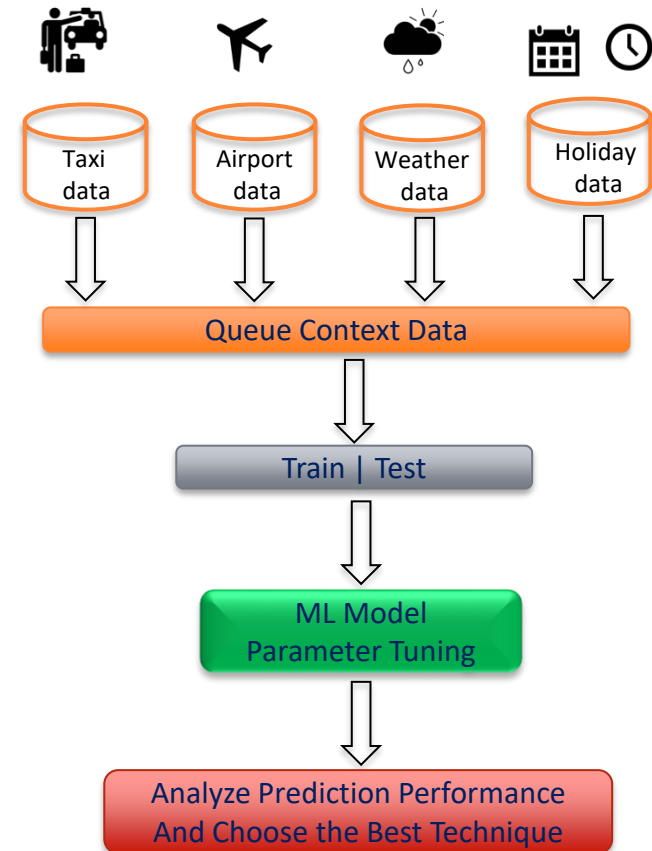 Taxi
data
Airport
data
Weather
data
Holiday
data
Queue Context Data
Train | Test
ML Model
Parameter Tuning
Analyze Prediction Performance
And Choose the Best Technique